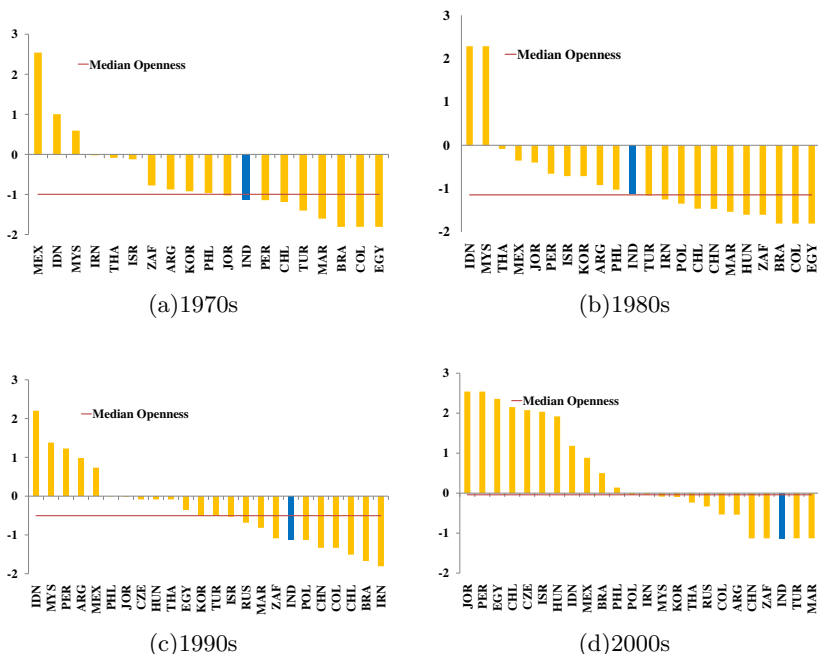 3
2
1
0
-1
-2
Median Openness
MEX IDN MYS IRN THA ISR ZAF ARG KOR PHL JOR IND PER CHL TUR MAR BRA COL EGY
(a)1970s
3
2
1
0
-1
-2
Median Openness
IDN MYS THA MEX JOR PER ISR KOR ARG PHL IND TUR IRN POL CHL CHN MAR HUN ZAF BRA COL EGY
(b)1980s
3
2
1
0
-1
-2
Median Openness
IDN MYS PER ARG MEX PHL JOR CZE HUN THA EGY KOR TUR ISR RUS MAR ZAF IND POL CHN COL CHL BRA IRN
(c)1990s
3
2
1
0
-1
-2
Median Openness
JOR PER EGY CHL CZE ISR HUN IDN MEX BRA PHL POL IRN MYS KOR THA RUS COL ARG CHN ZAF IND TUR MAR
(d)2000s